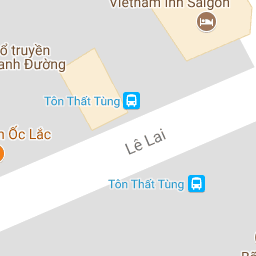 Vietnam Inn Saigon
ổ truyền
anh Đường
Tôn Thất Tùng
n Ốc Lắc
Lê Lai
Tôn Thất Tùng